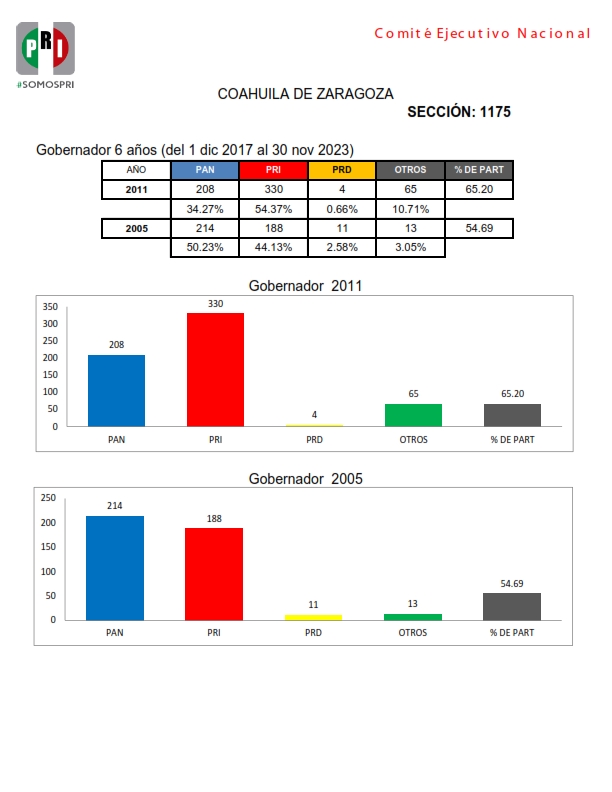 PRI
#SOMOSPRI
Comité Ejecutivo Nacional
COAHUILA DE ZARAGOZA
SECCIÓN: 1175
Gobernador 6 años (del 1 dic 2017 al 30 nov 2023)
AÑO PAN PRI PRD OTROS % DE PART
2011 208 330 4 65 65.20
34.27% 54.37% 0.66% 10.71%
2005 214 188 11 13 54.69
50.23% 44.13% 2.58% 3.05%
Gobernador 2011
350
300
250
200
150
100
50
0
208
330
4
65
65.20
PAN PRI PRD OTROS % DE PART
Gobernador 2005
250
200
150
100
50
0
214
188
11
13
54.69
PAN PRI PRD OTROS % DE PART